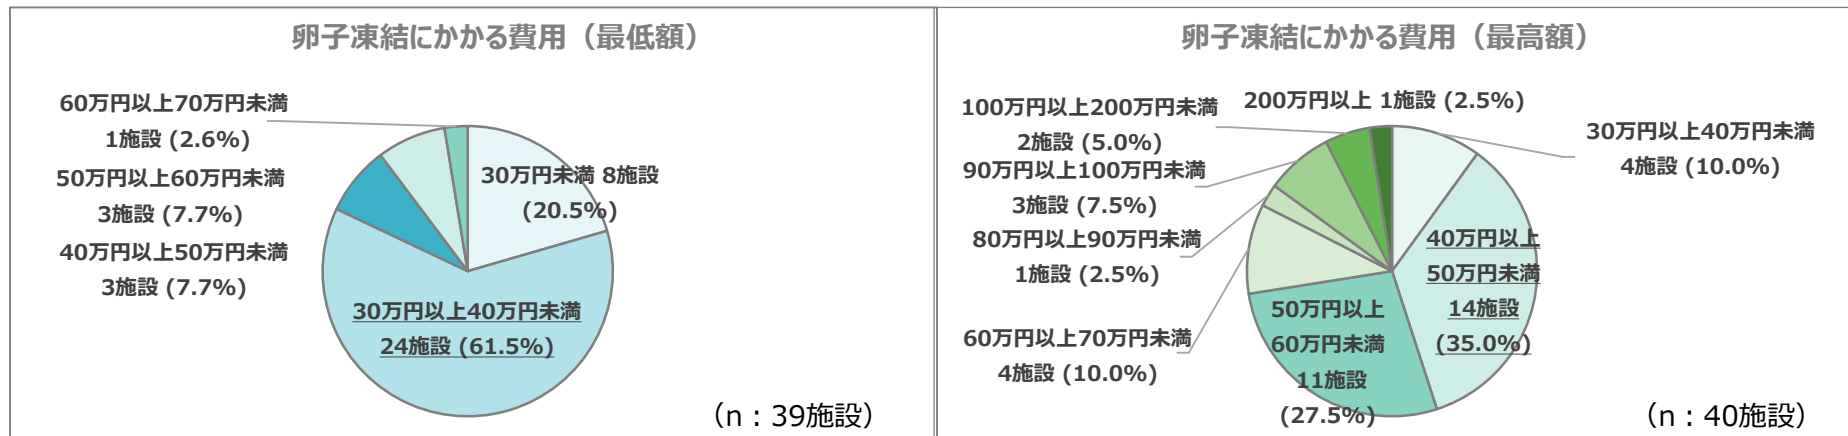 卵子凍結にかかる費用（最低額）
60万円以上70万円未満
1施設 (2.6%)
50万円以上60万円未満
3施設 (7.7%)
40万円以上50万円未満
3施設 (7.7%)
30万円未満 8施設
(20.5%)
30万円以上40万円未満
24施設 (61.5%)
（n：39施設）
卵子凍結にかかる費用（最高額）
100万円以上200万円未満
2施設 (5.0%)
200万円以上 1施設 (2.5%)
30万円以上40万円未満
4施設 (10.0%)
90万円以上100万円未満
3施設 (7.5%)
80万円以上90万円未満
1施設 (2.5%)
60万円以上70万円未満
4施設 (10.0%)
40万円以上
50万円未満
14施設
(35.0%)
50万円以上
60万円未満
11施設
(27.5%)
（n：40施設）